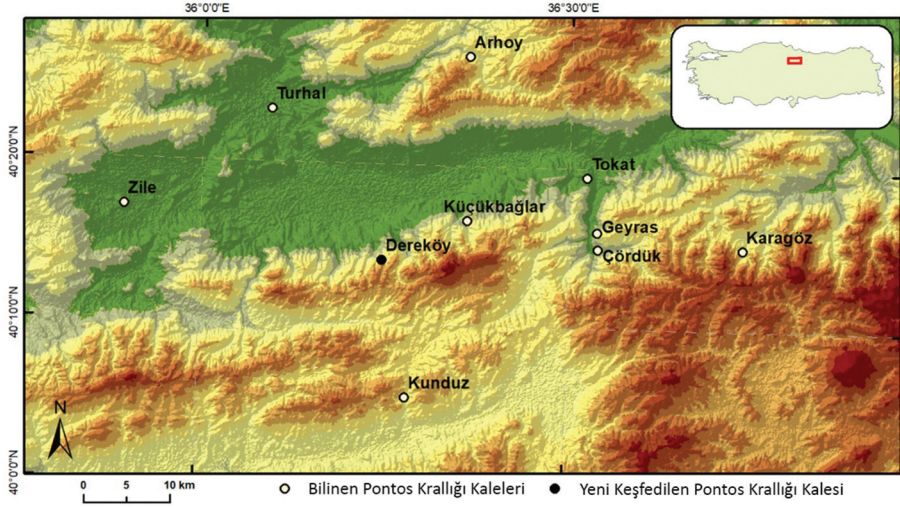 36°0'0"E
36°30'0"E
Arhoy
Turhal
40°20'0"N
Tokat
Zile
Küçükbağlar
Geyras
Karagöz
Dereköy
Çördük
40°10'0"N
Kunduz
N
40°0'0"N
0 5 10 km
Bilinen Pontos Krallığı Kaleleri
Yeni Keşfedilen Pontos Krallığı Kalesi